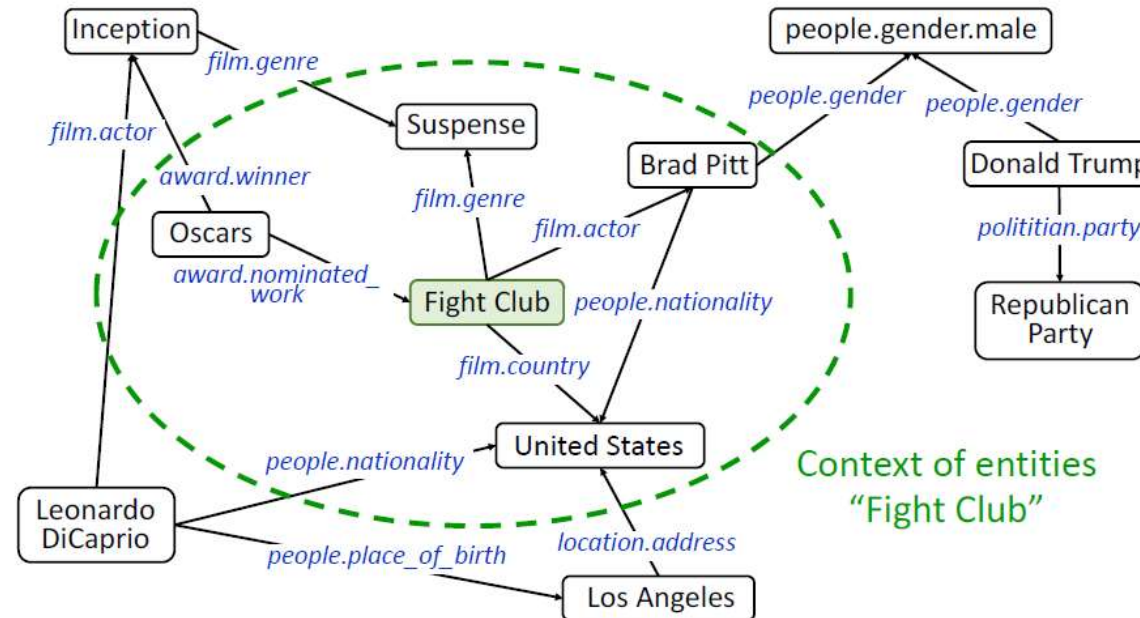 Inception
people.gender.male
film.genre
people.gender
people.gender
film.actor
Suspense
Brad Pitt
Donald Trump
award.winner
film.genre
Oscars
film.actor
polititian.party
award.nominated_
work
Fight Club
people.nationality
Republican
Party
film.country
United States
people.nationality
Context of entities
“Fight Club”
Leonardo
DiCaprio
location.address
people.place_of_birth
Los Angeles